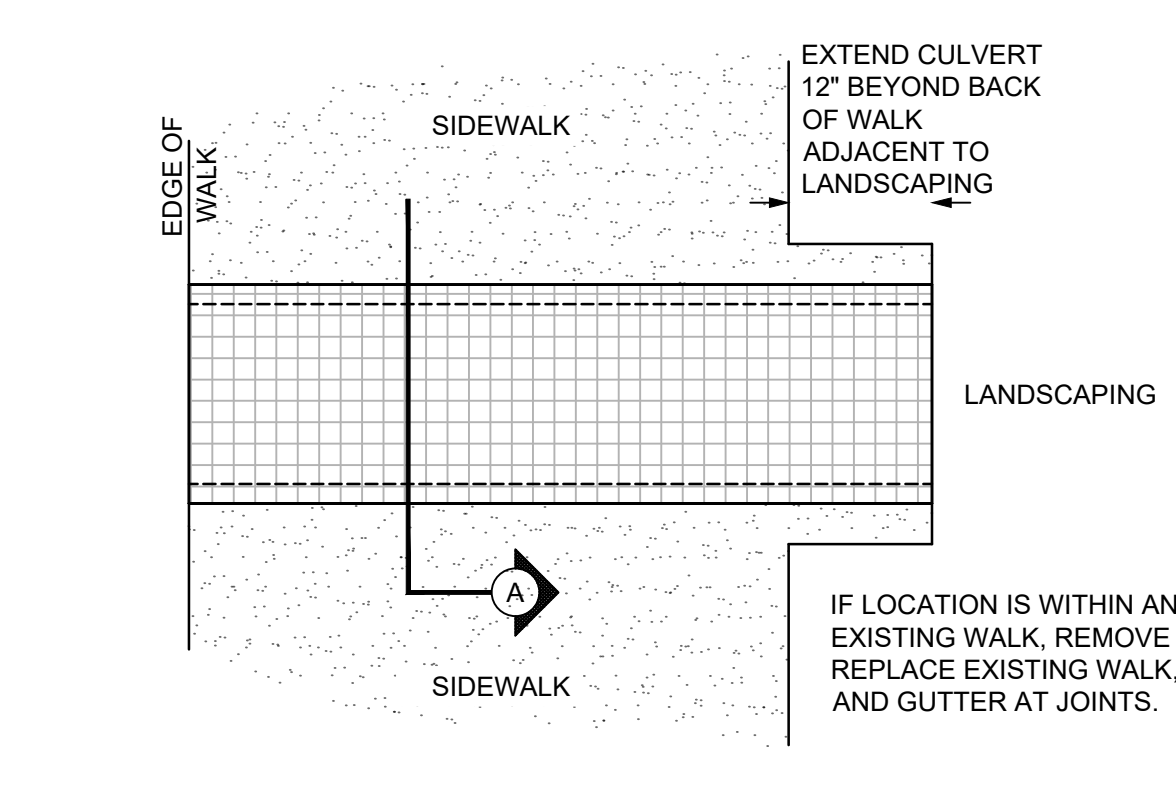 EXTEND CULVERT
12" BEYOND BACK
OF WALK
ADJACENT TO
LANDSCAPING
SIDEWALK
EDGE OF
WALK
LANDSCAPING
A
SIDEWALK
IF LOCATION IS WITHIN AN
EXISTING WALK, REMOVE
REPLACE EXISTING WALK,
AND GUTTER AT JOINTS.